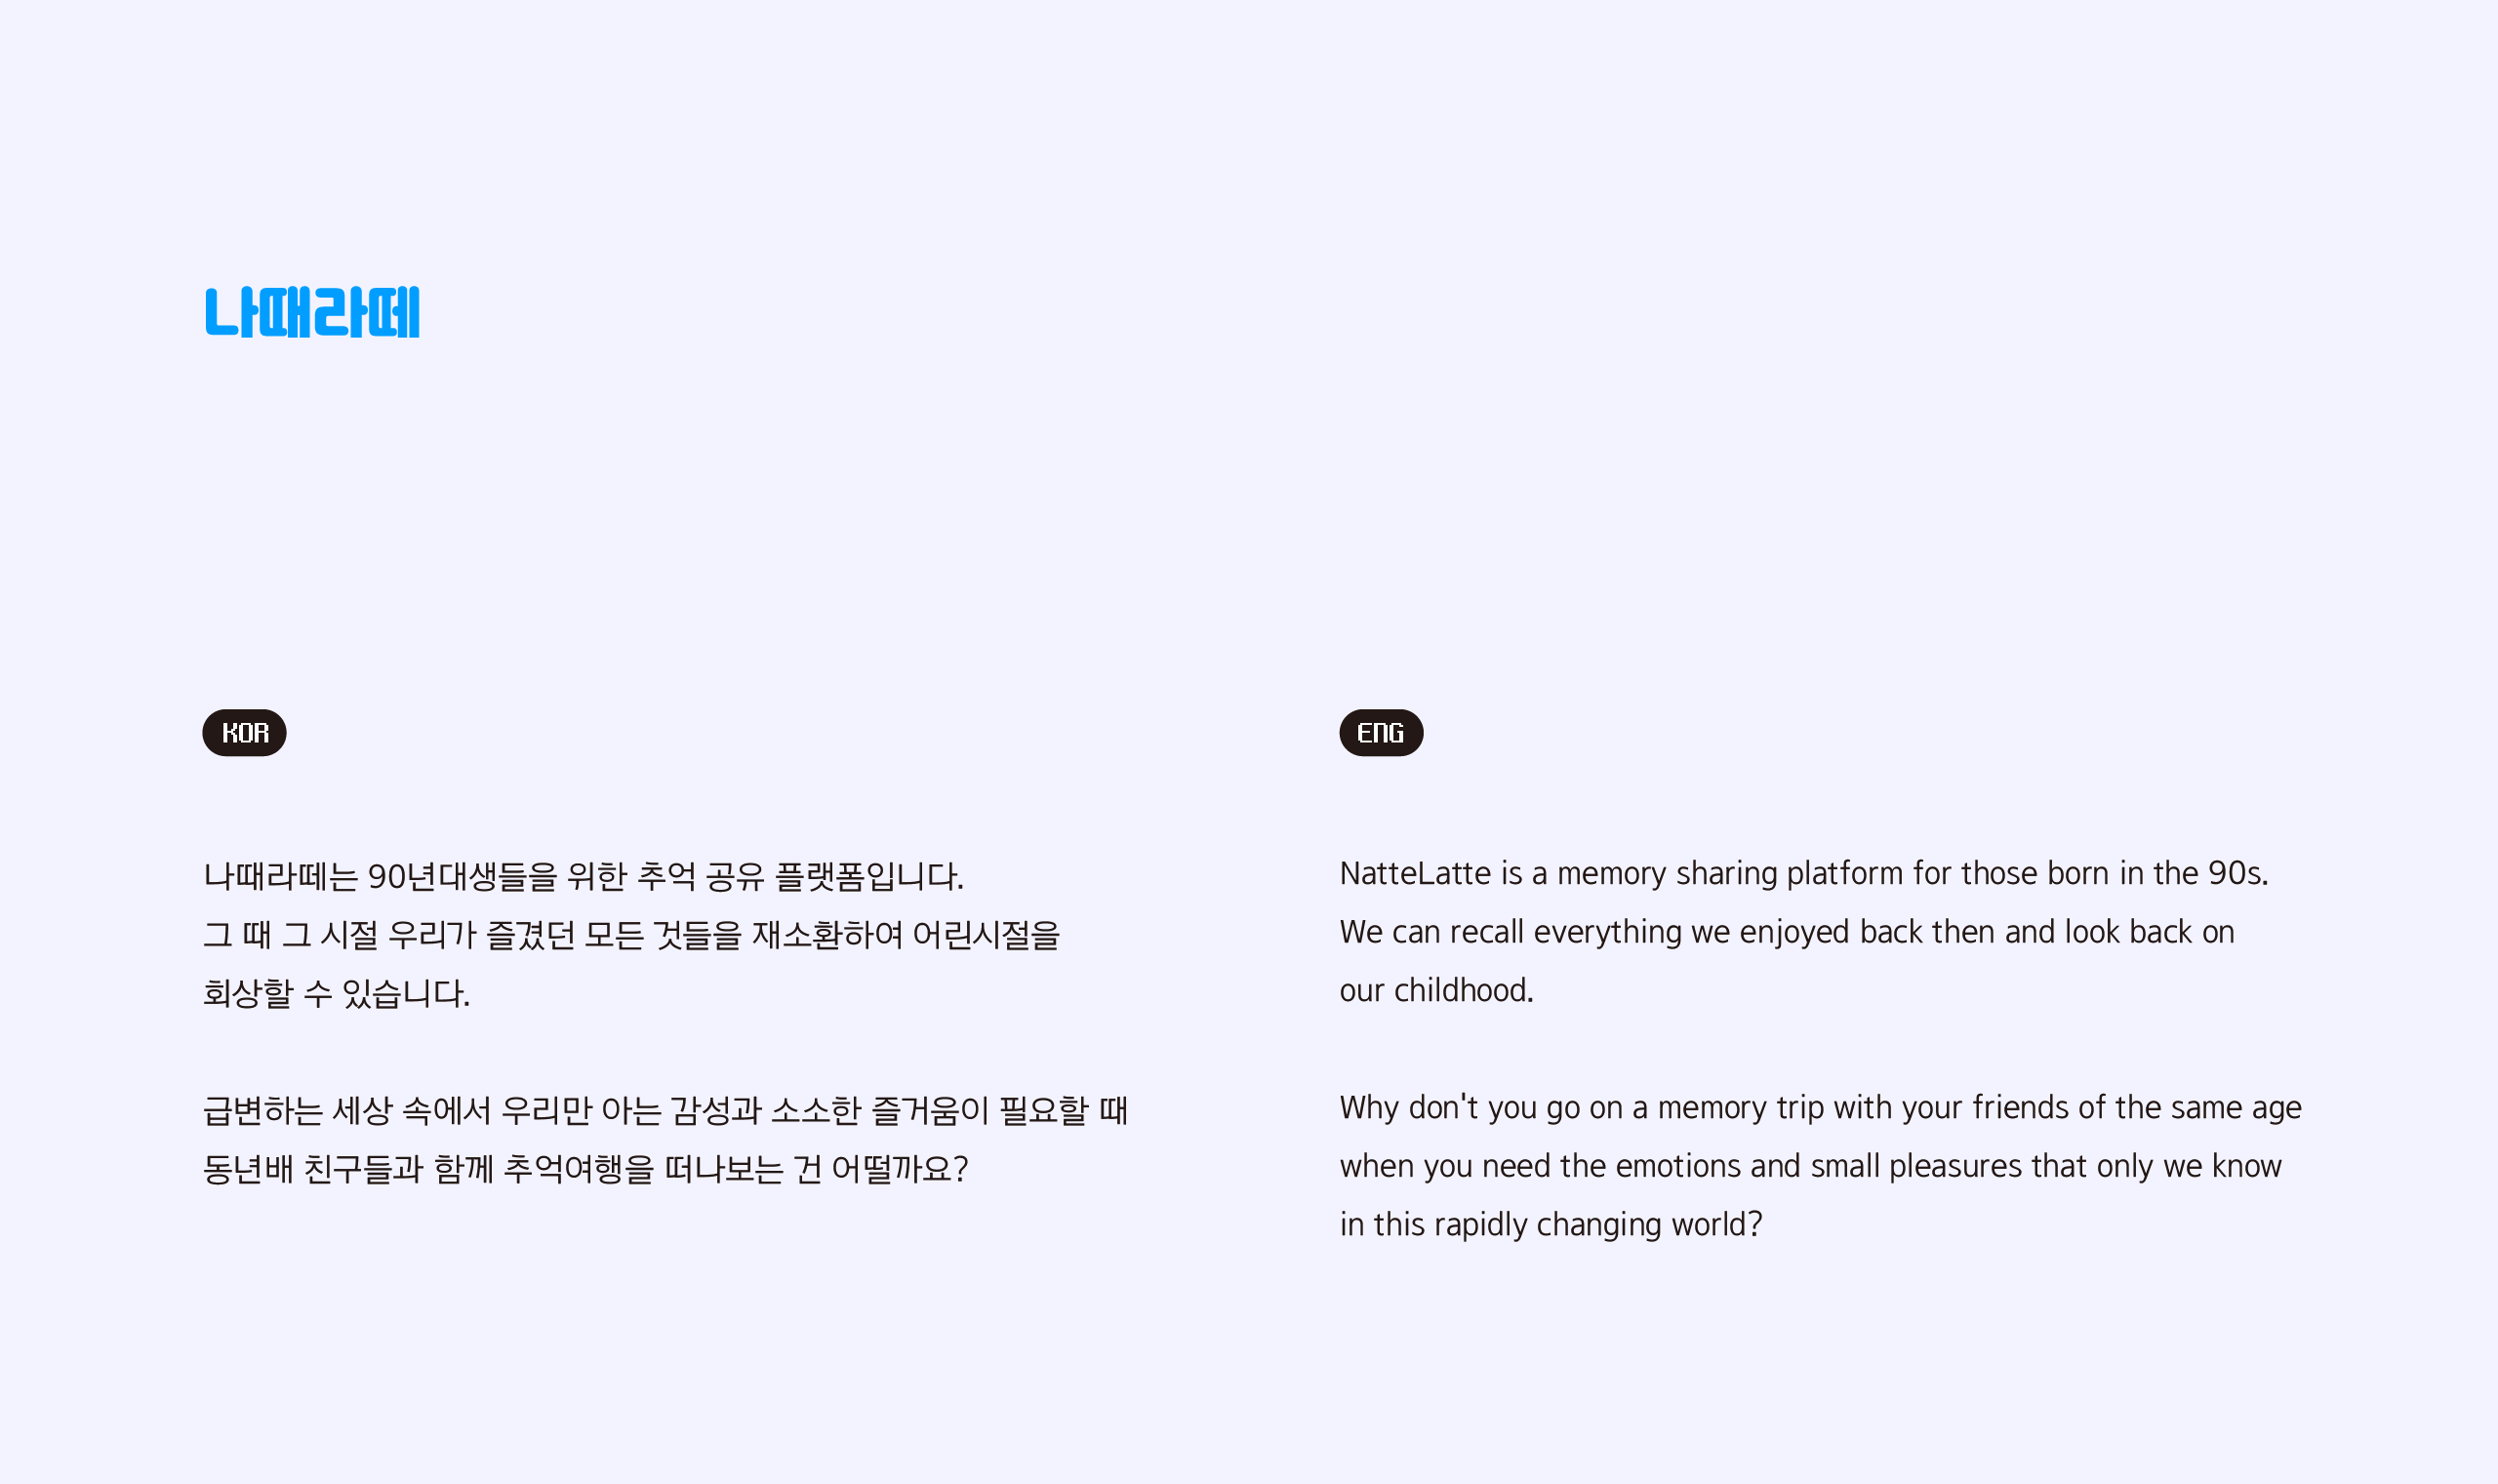 나때라떼
KOR
나때라떼는 90년대생들을 위한 추억 공유 플랫폼입니다.
그 때 그 시절 우리가 즐겼던 모든 것들을 재소환하여 어린시절을
회상할 수 있습니다.
급변하는 세상 속에서 우리만 아는 감성과 소소한 즐거움이 필요할 때
동년배 친구들과 함께 추억여행을 떠나보는 건 어떨까요?
ENG
NatteLatte is a memory sharing platform for those born in the 90s.
We can recall everything we enjoyed back then and look back on
our childhood.
Why don't you go on a memory trip with your friends of the same age
when you need the emotions and small pleasures that only we know
in this rapidly changing world?